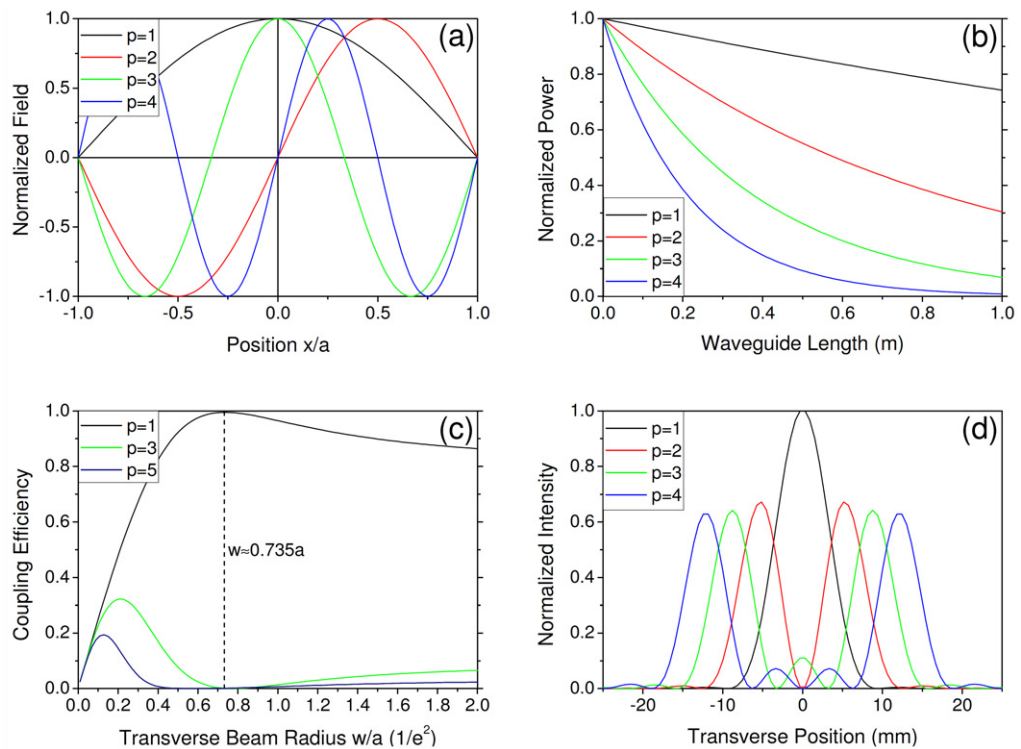 (a)
p=1
p=2
p=3
p=4
1.0
0.5
0.0
-0.5
-1.0
-1.0 -0.5 0.0 0.5 1.0
Normalized Field
Position x/a
(b)
p=1
p=2
p=3
p=4
1.0
0.8
0.6
0.4
0.2
0.0
0.0 0.2 0.4 0.6 0.8 1.0
Normalized Power
Waveguide Length (m)
(c)
p=1
p=3
p=5
w≈0.735a
1.0
0.8
0.6
0.4
0.2
0.0
0.0 0.2 0.4 0.6 0.8 1.0 1.2 1.4 1.6 1.8 2.0
Coupling Efficiency
Transverse Beam Radius w/a (1/e²)
(d)
p=1
p=2
p=3
p=4
1.0
0.8
0.6
0.4
0.2
0.0
-20 -10 0 10 20
Normalized Intensity
Transverse Position (mm)